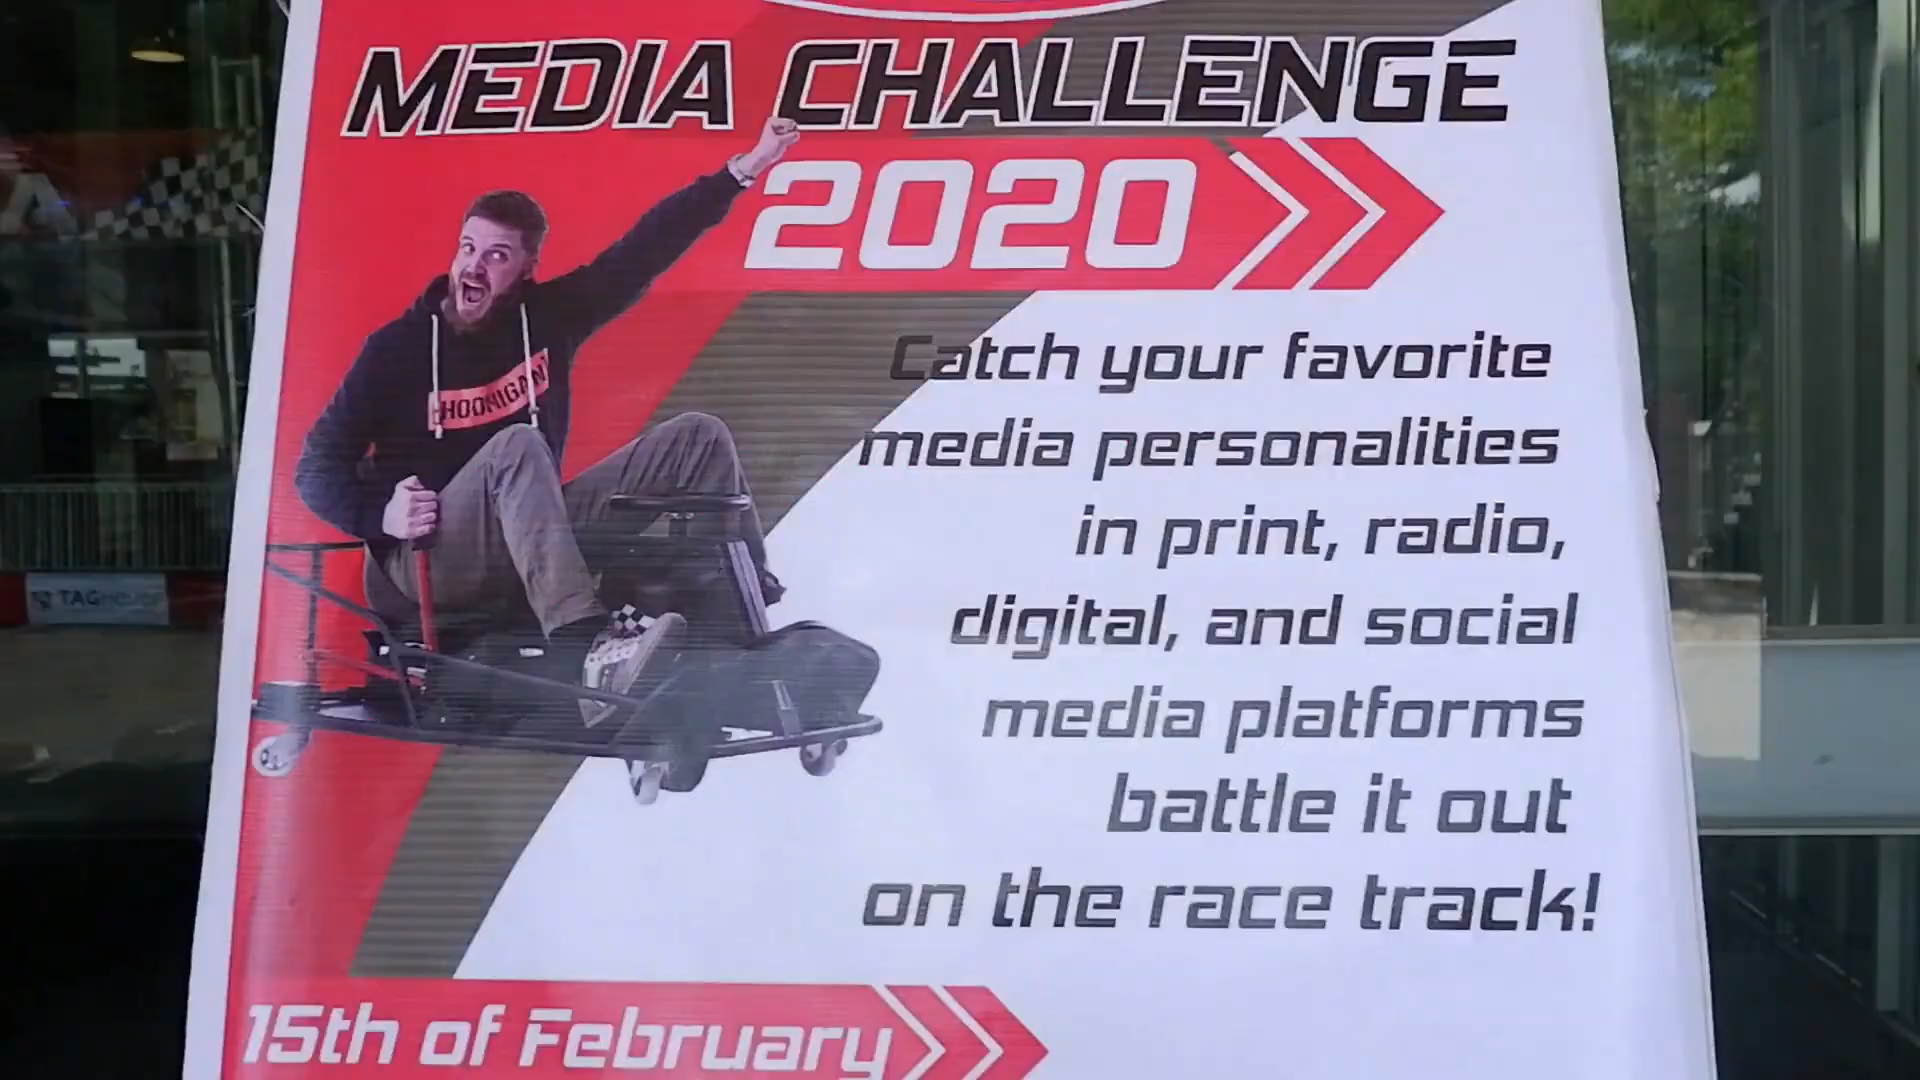 MEDIA CHALLENGE
2020
HOONIGAN
Catch your favorite
media personalities
in print, radio,
digital, and social
media platforms
battle it out
on the race track!
TAGHeuer
15th of February